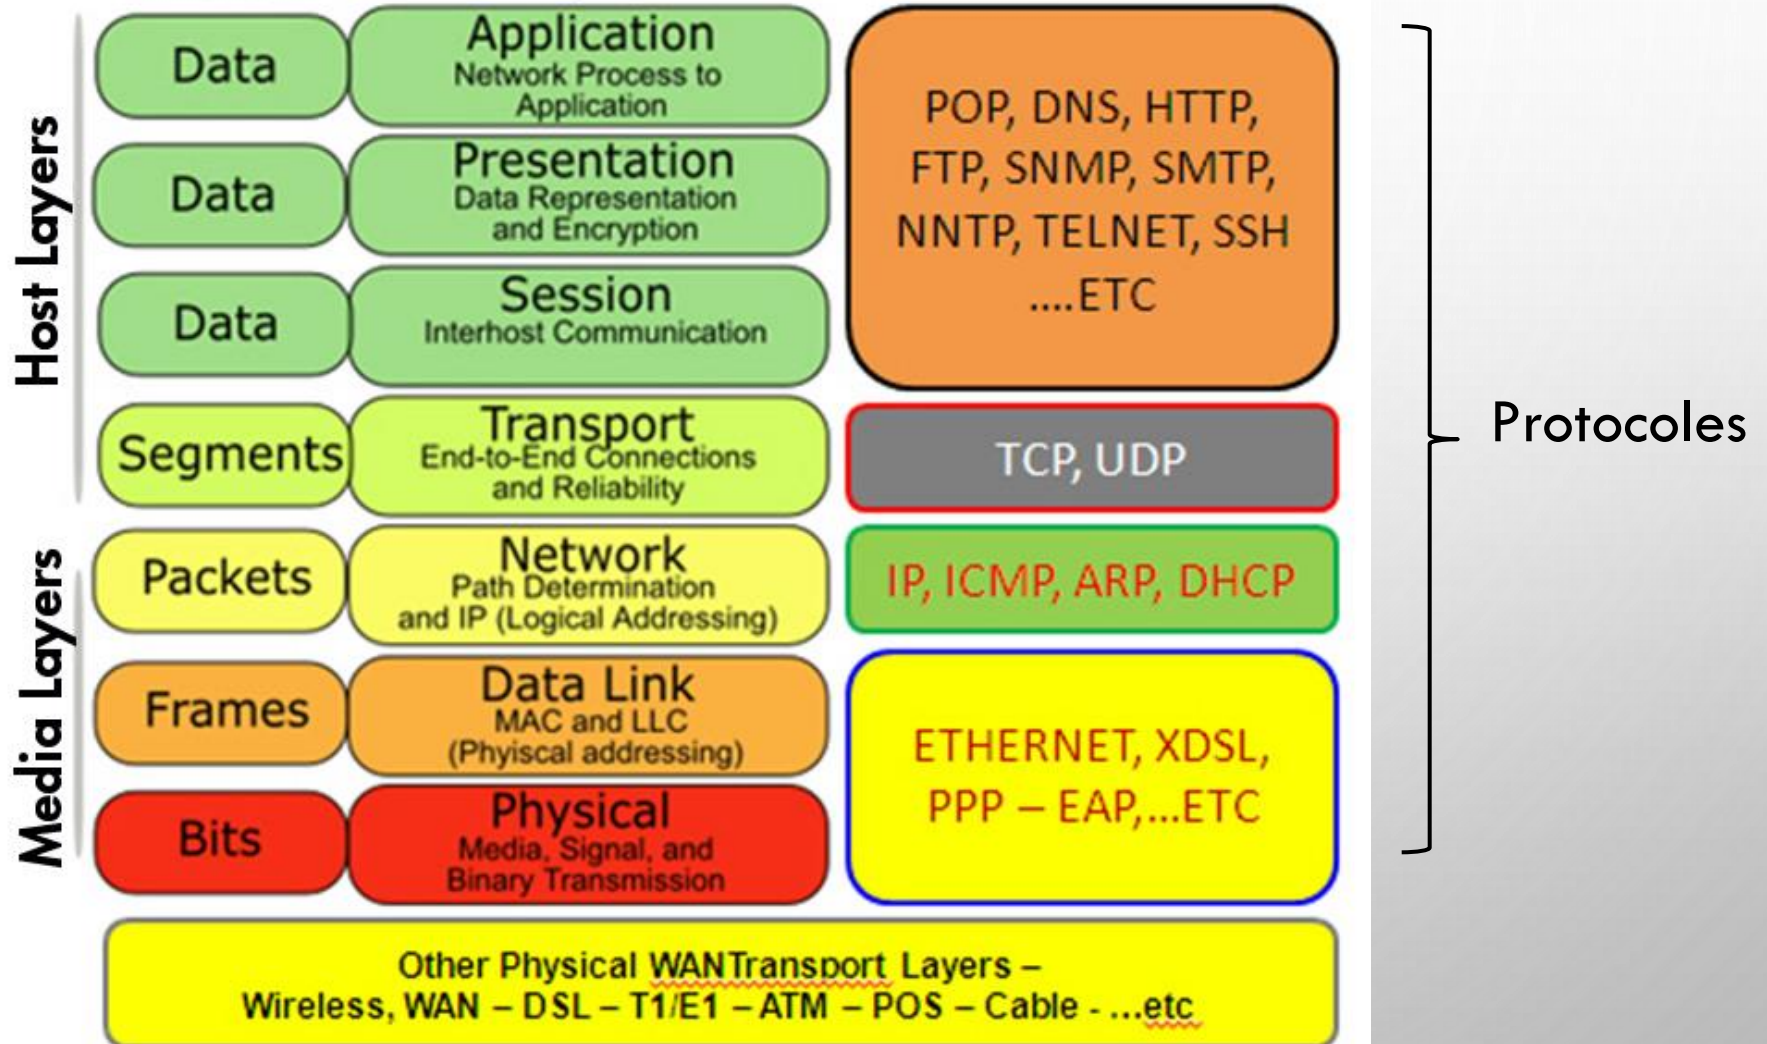 Host Layers
Data
Application
Network Process to
Application
Data
Presentation
Data Representation
and Encryption
Data
Session
Interhost Communication
Segments
Transport
End-to-End Connections
and Reliability
POP, DNS, HTTP,
FTP, SNMP, SMTP,
NNTP, TELNET, SSH
....ETC
TCP, UDP
Media Layers
Packets
Network
Path Determination
and IP (Logical Addressing)
IP, ICMP, ARP, DHCP
Frames
Data Link
MAC and LLC
(Phyiscal addressing)
Bits
Physical
Media, Signal, and
Binary Transmission
ETHERNET, XDSL,
PPP – EAP,...ETC
Other Physical WANTransport Layers –
Wireless, WAN – DSL – T1/E1 – ATM – POS – Cable - ...etc
Protocoles